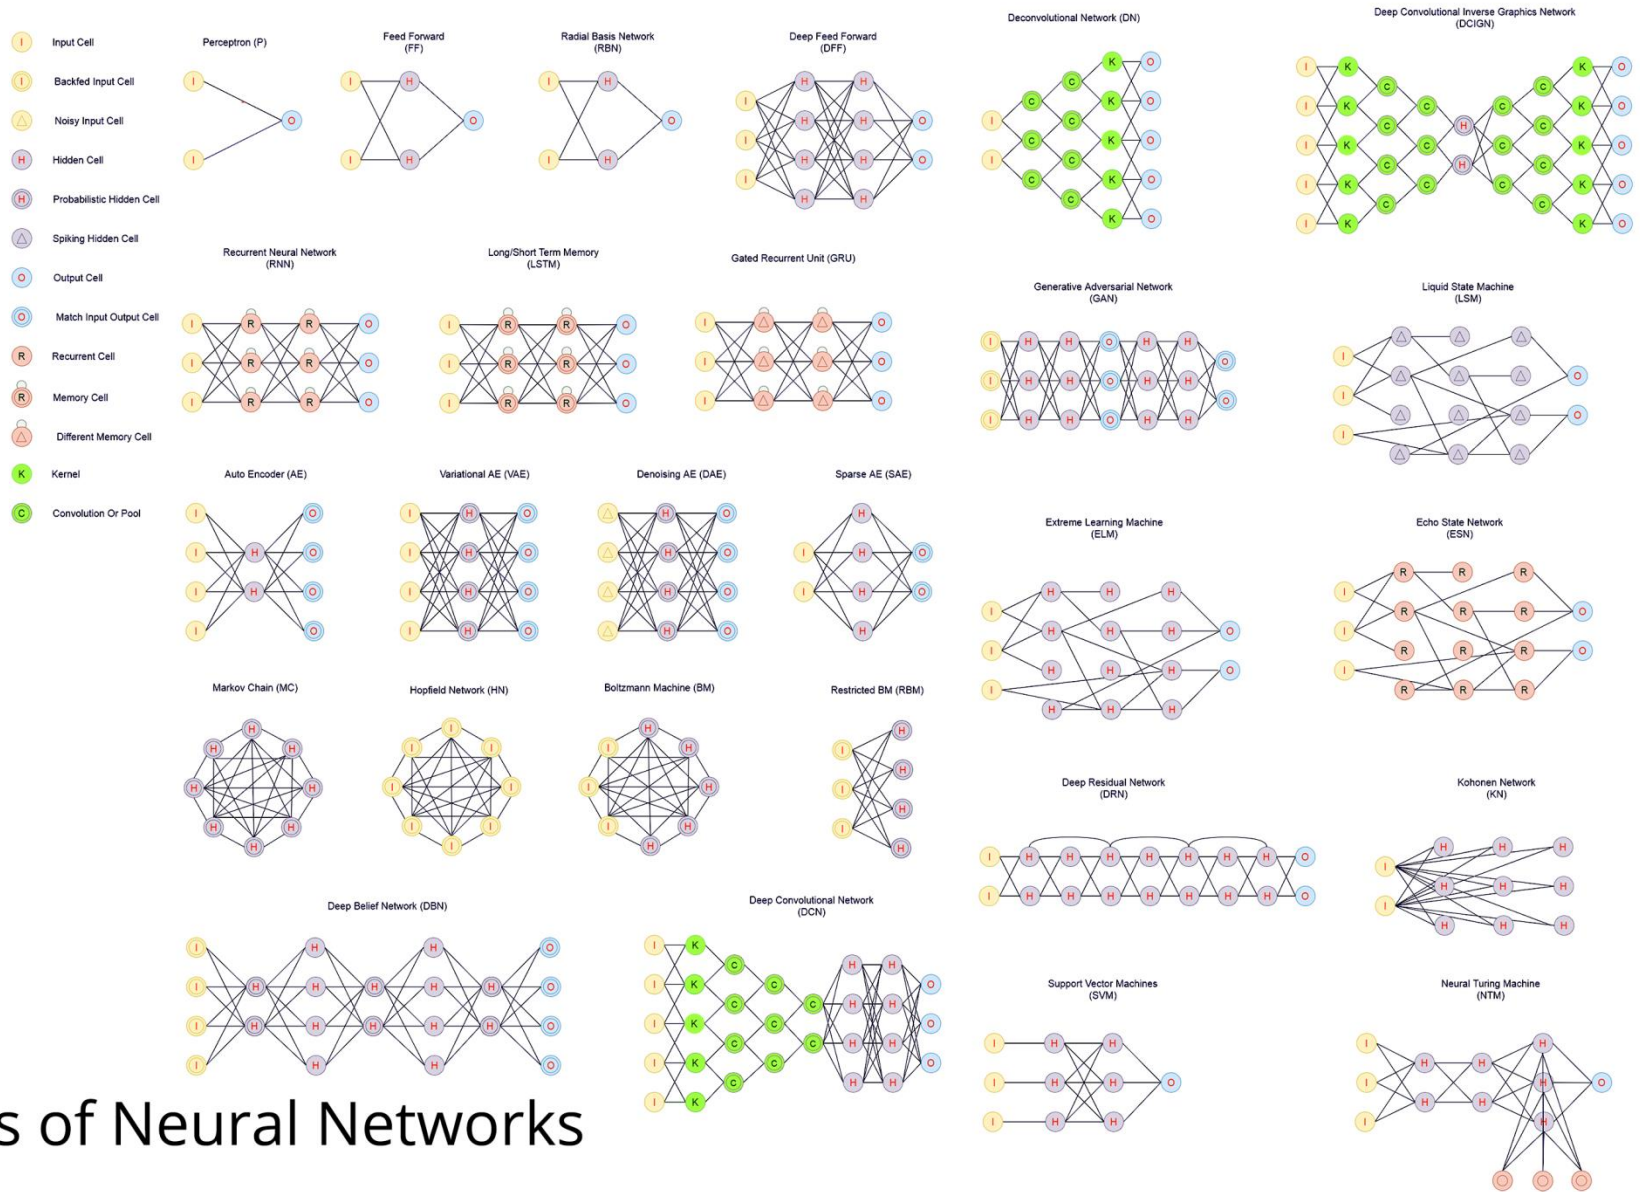 Input Cell
Backfed Input Cell
Noisy Input Cell
Hidden Cell
Probabilistic Hidden Cell
Spiking Hidden Cell
Output Cell
Match Input Output Cell
Recurrent Cell
Memory Cell
Different Memory Cell
Kernel
Convolution Or Pool
Perceptron (P)
Feed Forward
(FF)
Radial Basis Network
(RBN)
Deep Feed Forward
(DFF)
Deconvolutional Network (DN)
Deep Convolutional Inverse Graphics Network
(DCIGN)
Recurrent Neural Network
(RNN)
Long/Short Term Memory
(LSTM)
Gated Recurrent Unit (GRU)
Generative Adversarial Network
(GAN)
Liquid State Machine
(LSM)
Auto Encoder (AE)
Variational AE (VAE)
Denoising AE (DAE)
Sparse AE (SAE)
Extreme Learning Machine
(ELM)
Echo State Network
(ESN)
Markov Chain (MC)
Hopfield Network (HN)
Boltzmann Machine (BM)
Restricted BM (RBM)
Deep Residual Network
(DRN)
Kohonen Network
(KN)
Deep Belief Network (DBN)
Deep Convolutional Network
(DCN)
Support Vector Machines
(SVM)
Neural Turing Machine
(NTM)
s of Neural Networks